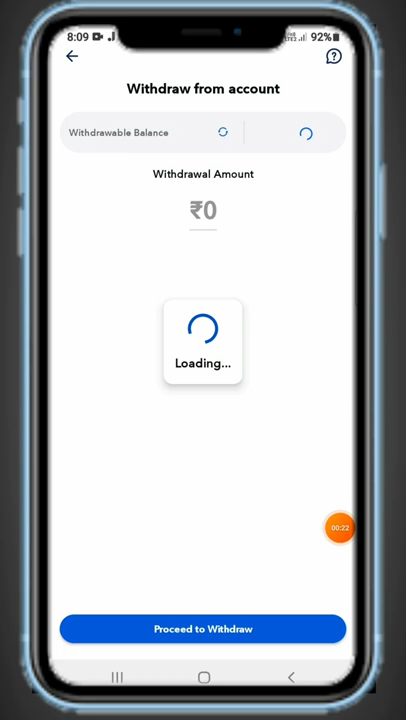 8:09
92%
Withdraw from account
Withdrawable Balance
Withdrawal Amount
₹0
Loading...
00:22
Proceed to Withdraw